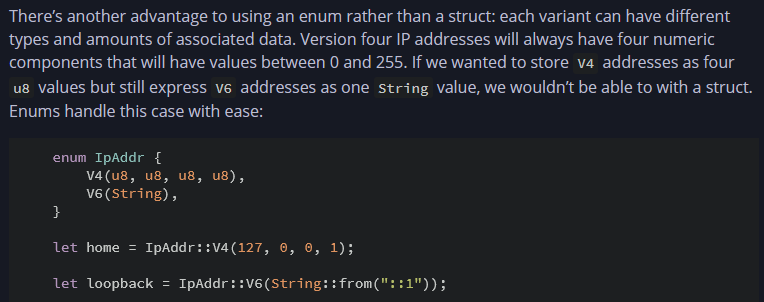 There’s another advantage to using an enum rather than a struct: each variant can have different
types and amounts of associated data. Version four IP addresses will always have four numeric
components that will have values between 0 and 255. If we wanted to store V4 addresses as four
u8 values but still express V6 addresses as one String value, we wouldn’t be able to with a struct.
Enums handle this case with ease:
enum IpAddr {
    V4(u8, u8, u8, u8),
    V6(String),
}
let home = IpAddr::V4(127, 0, 0, 1);
let loopback = IpAddr::V6(String::from("::1"));